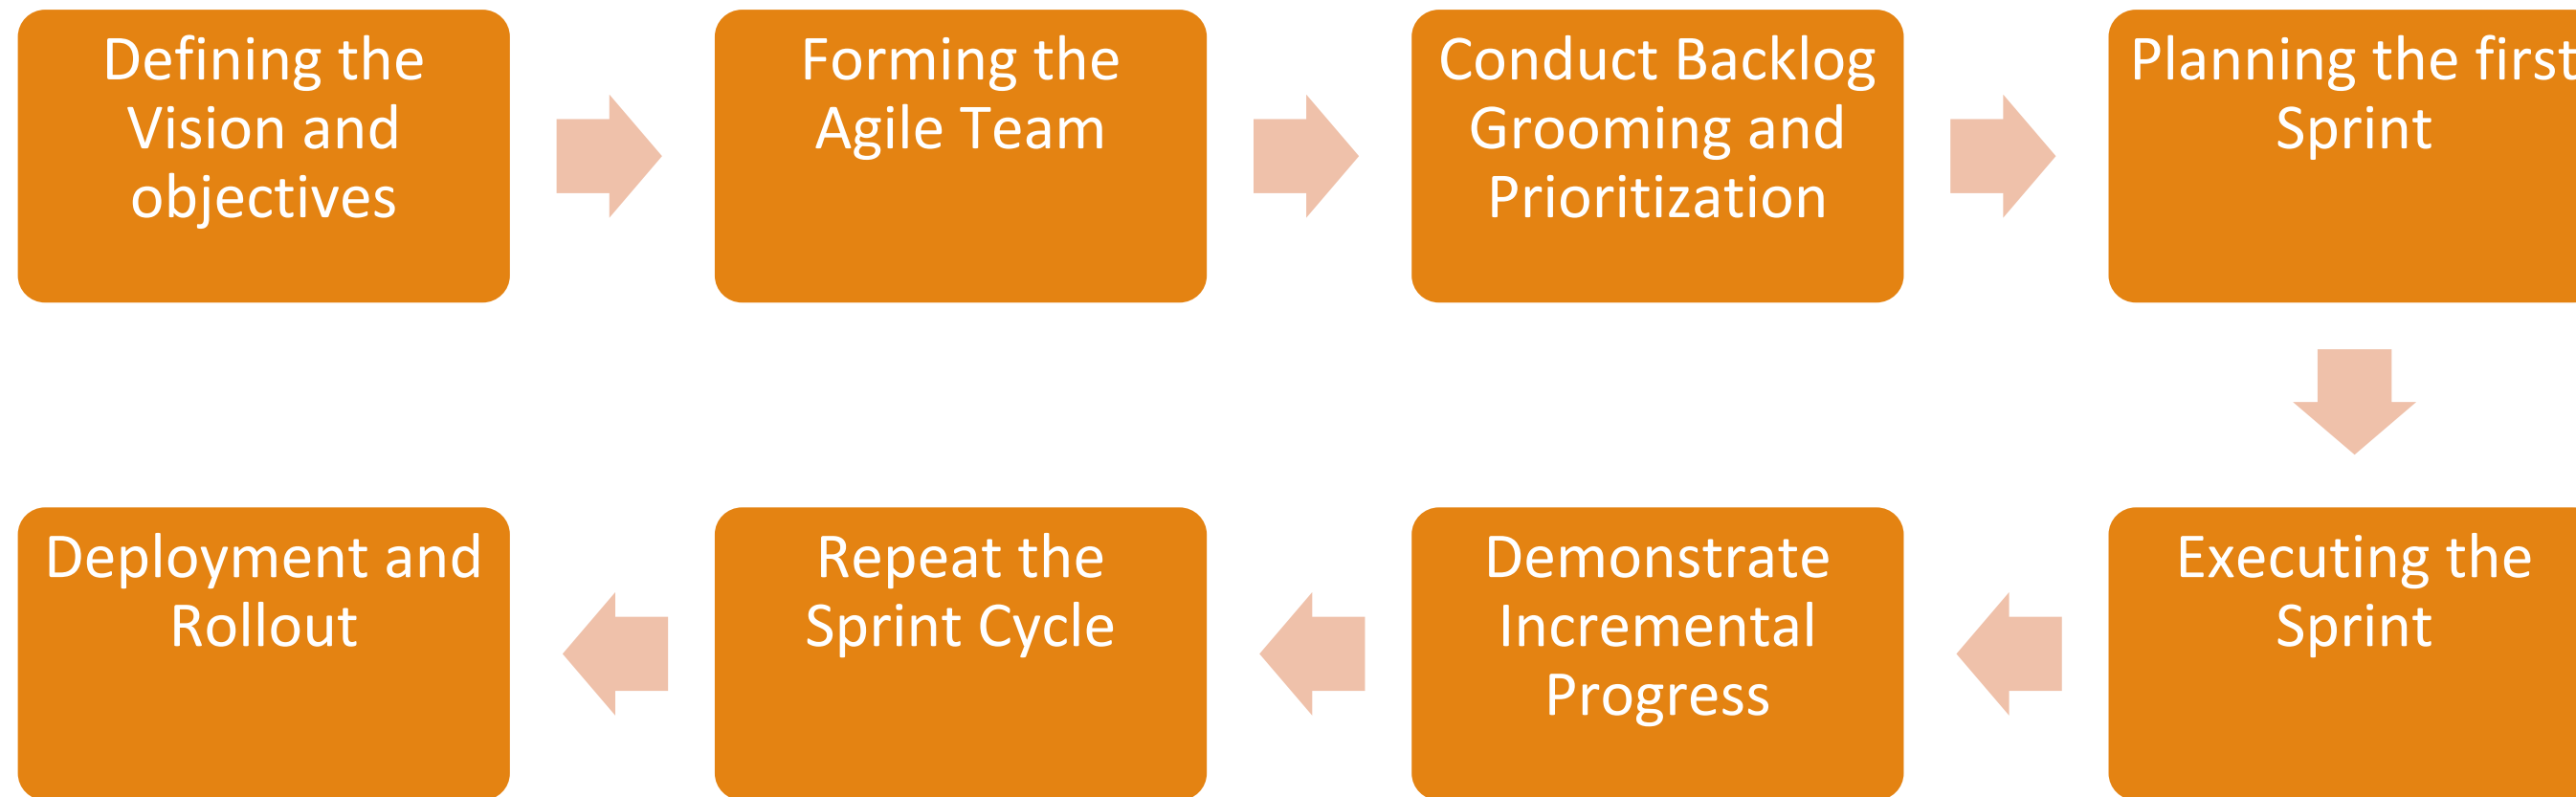 Defining the
Vision and
objectives
Forming the
Agile Team
Conduct Backlog
Grooming and
Prioritization
Planning the first
Sprint
Executing the
Sprint
Demonstrate
Incremental
Progress
Repeat the
Sprint Cycle
Deployment and
Rollout